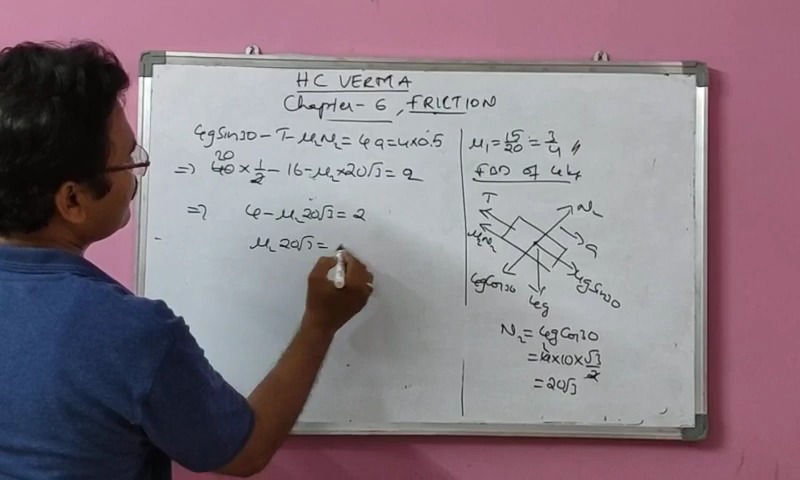 HC VERMA
Chapter-6, FRICTION
4gSin30 - T - μ₂N₂ = 4a = 4×0.5
⇒ 40 20 × 1/2 - 16 - μ₂×20√3 = 2
⇒ 4 - μ₂20√3 = 2
μ₂ 20√3 =
μ₁ = 15/20 = 3/4 //
FBD of 4k
T
N₂
μ₂N₂
a
4gCos30
4gSin30
4g
N₂ = 4gCos30
= 4×10×√3/2
= 20√3